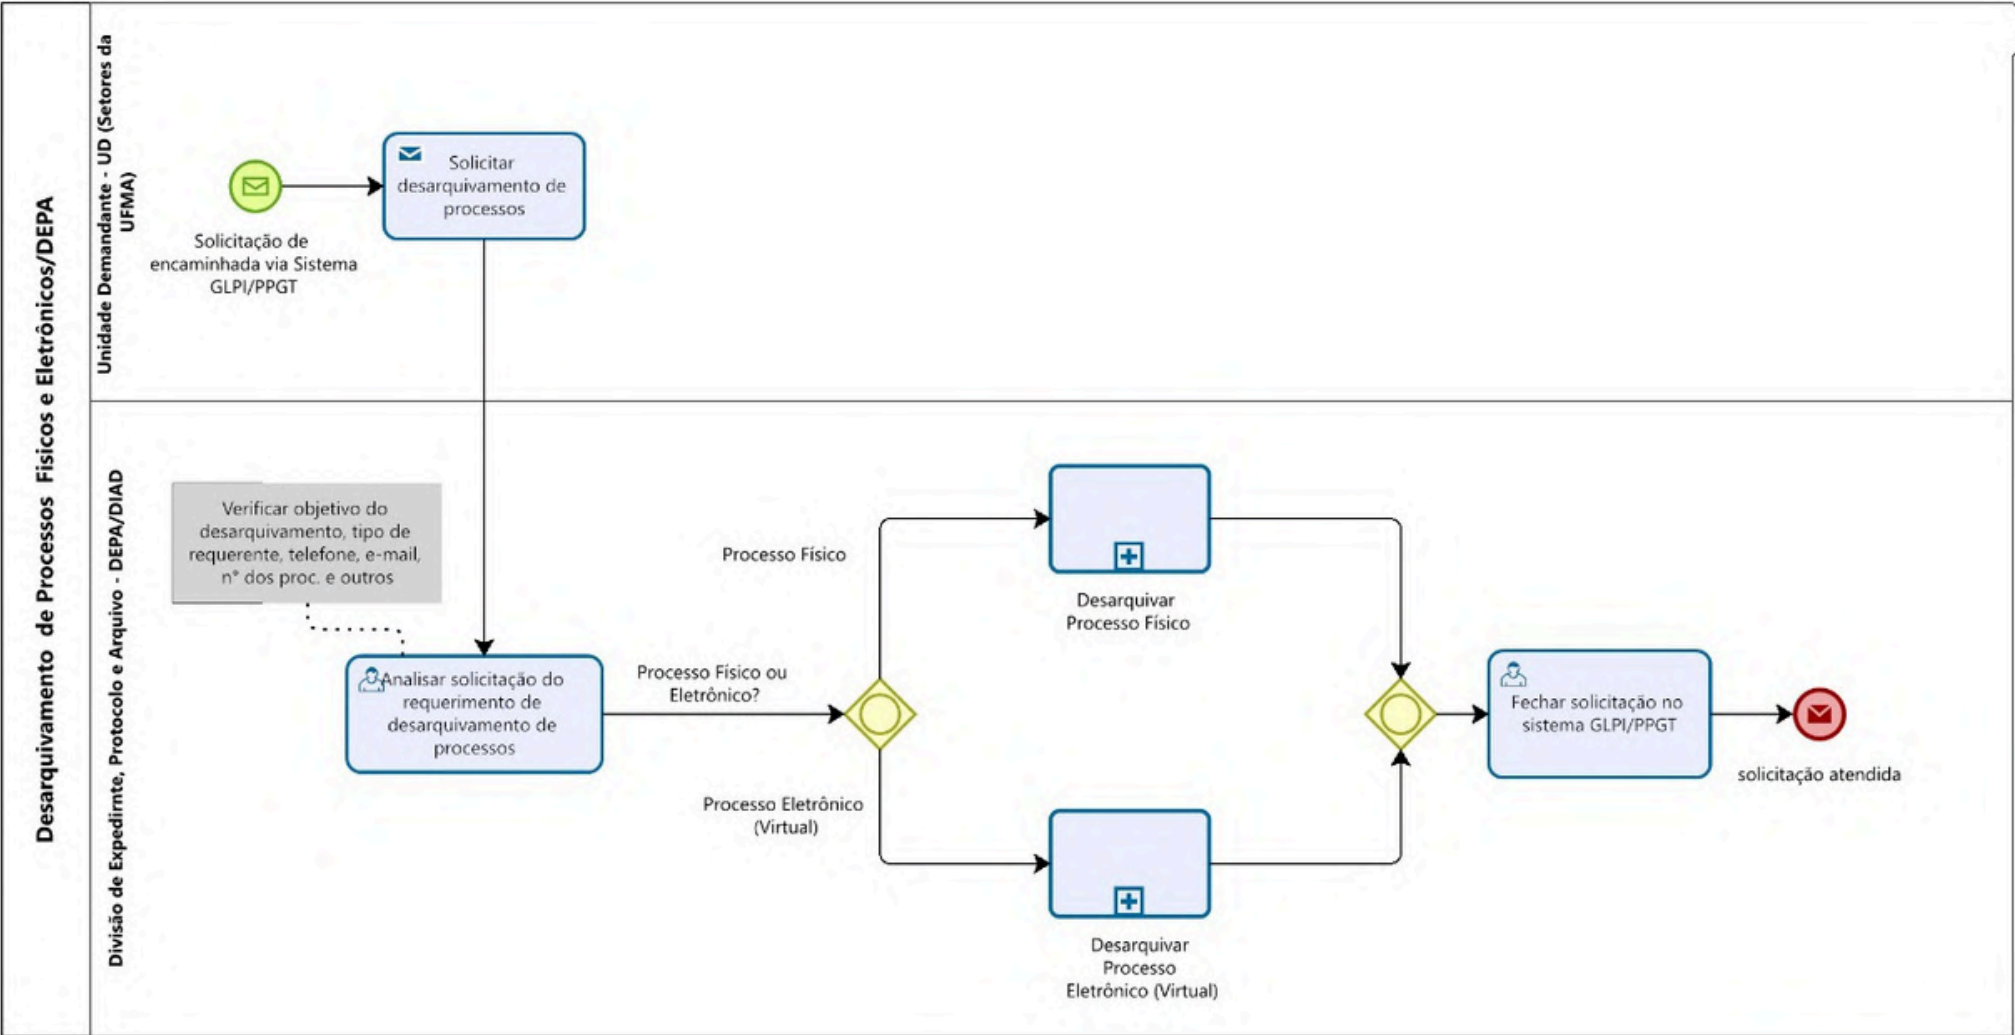 Desarquivamento de Processos Físicos e Eletrônicos/DEPA
Unidade Demandante - UD (Setores da
UFMA)
Solicitar
desarquivamento de
processos
Solicitação de
encaminhada via Sistema
GLPI/PPGT
Divisão de Expedirnte, Protocolo e Arquivo - DEPA/DIAD
Verificar objetivo do
desarquivamento, tipo de
requerente, telefone, e-mail,
n° dos proc. e outros
Analisar solicitação do
requerimento de
desarquivamento de
processos
Processo Físico ou
Eletrônico?
Processo Físico
Desarquivar
Processo Físico
Processo Eletrônico
(Virtual)
Desarquivar
Processo
Eletrônico (Virtual)
Fechar solicitação no
sistema GLPI/PPGT
solicitação atendida